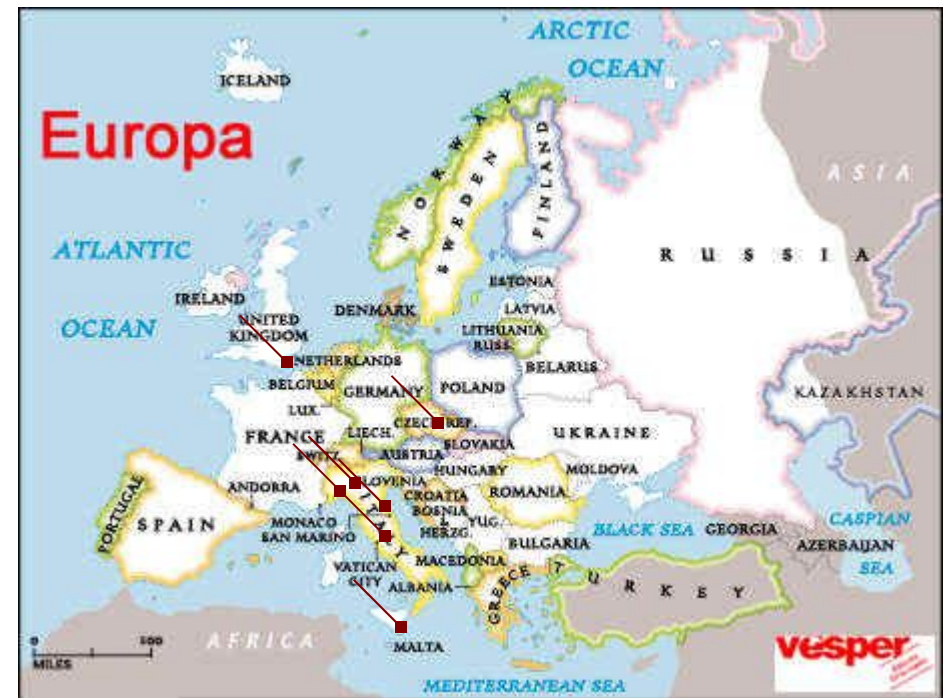 ARCTIC
OCEAN
ICELAND
Europa
NORWAY
SWEDEN
FINLAND
ASIA
ATLANTIC
OCEAN
RUSSIA
IRELAND
UNITED
KINGDOM
DENMARK
ESTONIA
LATVIA
LITHUANIA
RUSS.
NETHERLANDS
BELGIUM
GERMANY
POLAND
BELARUS
KAZAKHSTAN
LUX.
FRANCE
LIECH.
CZECH REP.
SWITZ.
AUSTRIA
SLOVAKIA
UKRAINE
HUNGARY
MOLDOVA
ANDORRA
SLOVENIA
CROATIA
BOSNIA
&
HERZG.
ROMANIA
YUG.
PORTUGAL
SPAIN
MONACO
SAN MARINO
ITALY
BULGARIA
BLACK SEA
GEORGIA
CASPIAN
SEA
AZERBAIJAN
VATICAN
CITY
MACEDONIA
ALBANIA
GREECE
TURKEY
0 500
MILES
AFRICA
MALTA
MEDITERRANEAN SEA
vesper